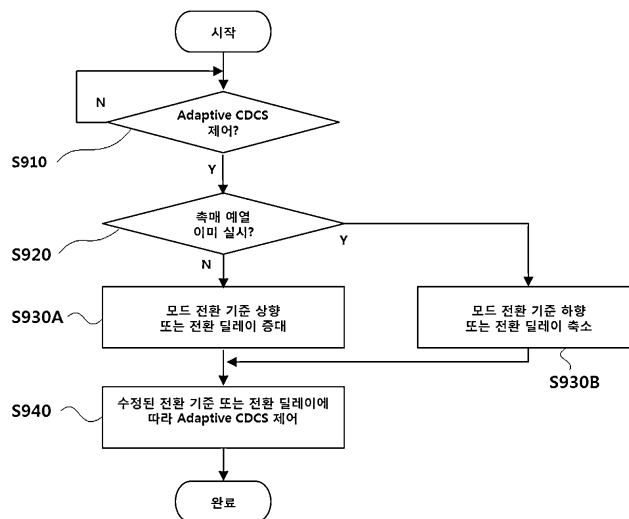 시작
N
Adaptive CDCS
제어?
S910
Y
촉매 예열
이미 실시?
Y
S920
N
S930A
모드 전환 기준 상향
또는 전환 딜레이 증대
모드 전환 기준 하향
또는 전환 딜레이 축소
S930B
S940
수정된 전환 기준 또는 전환 딜레이에
따라 Adaptive CDCS 제어
완료